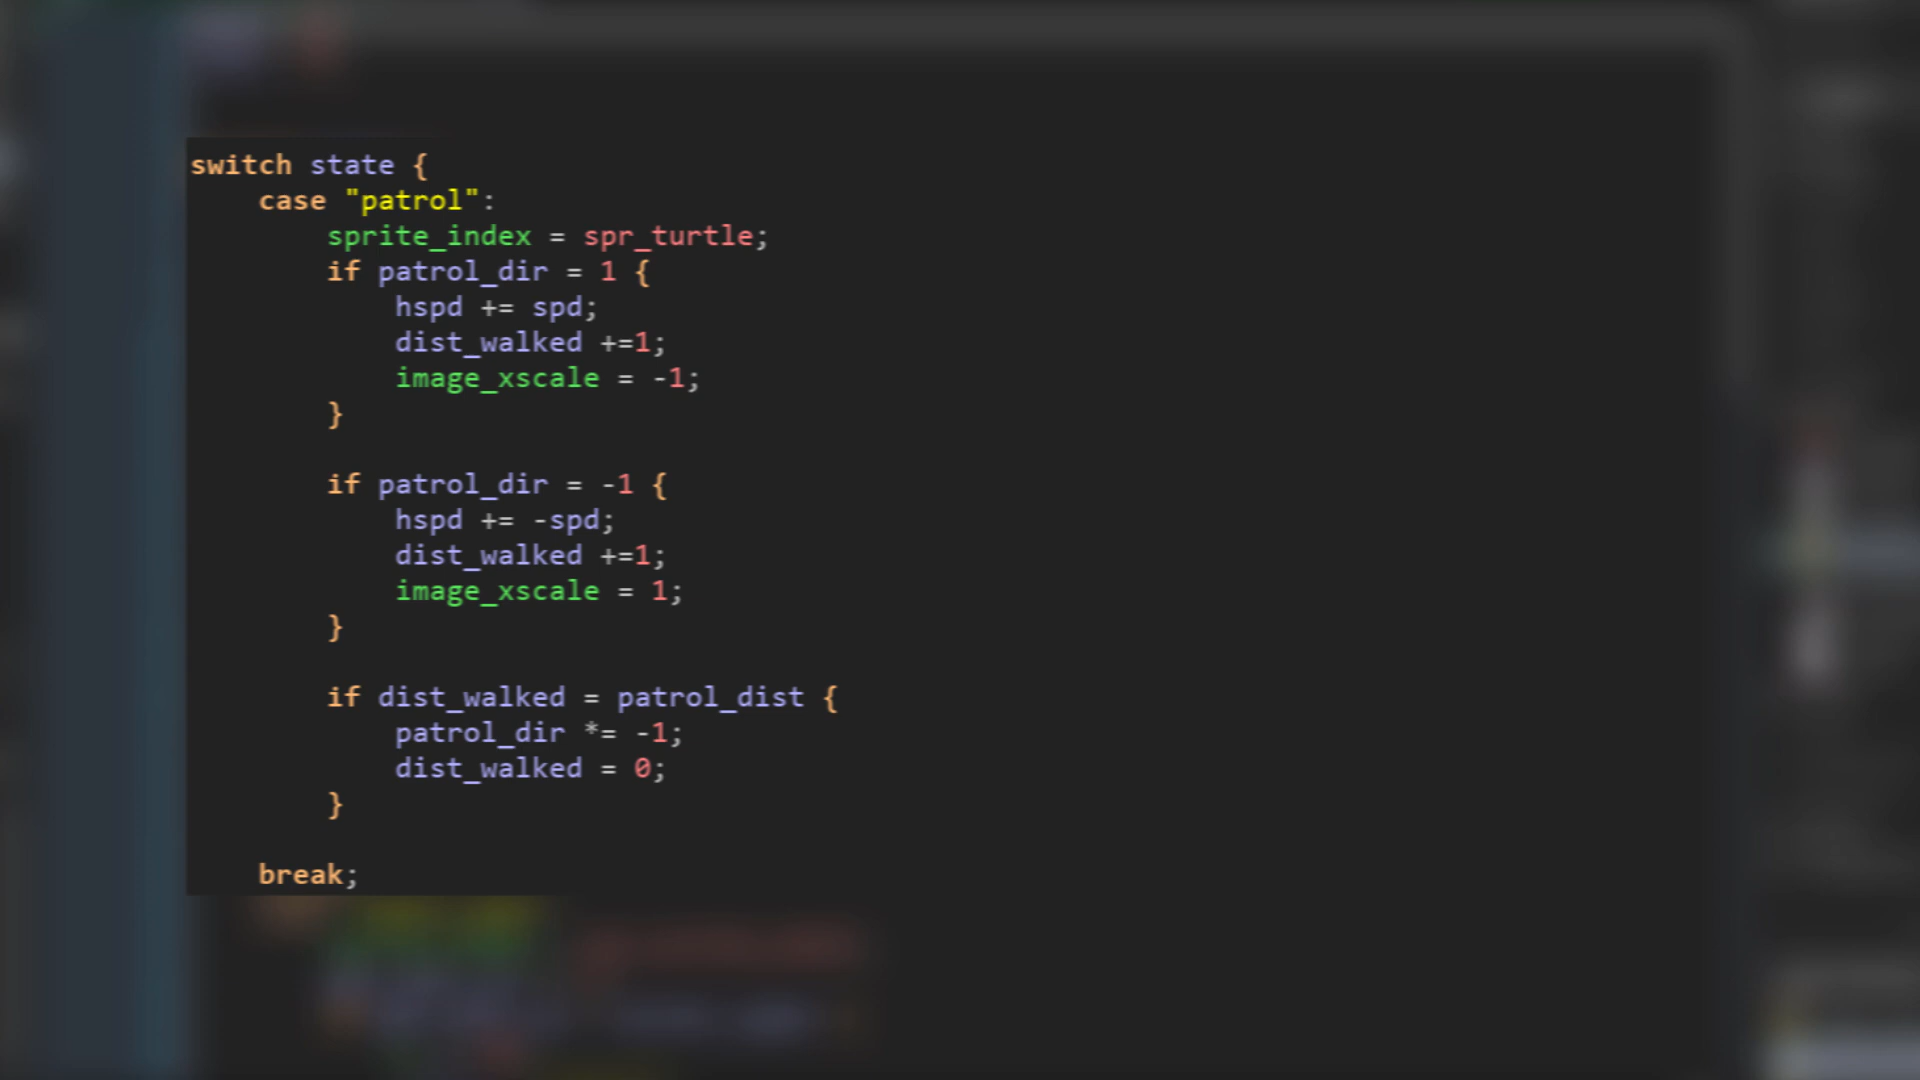 switch state {
case "patrol":
sprite_index = spr_turtle;
if patrol_dir = 1 {
hspd += spd;
dist_walked +=1;
image_xscale = -1;
}
if patrol_dir = -1 {
hspd += -spd;
dist_walked +=1;
image_xscale = 1;
}
if dist_walked = patrol_dist {
patrol_dir *= -1;
dist_walked = 0;
}
break;